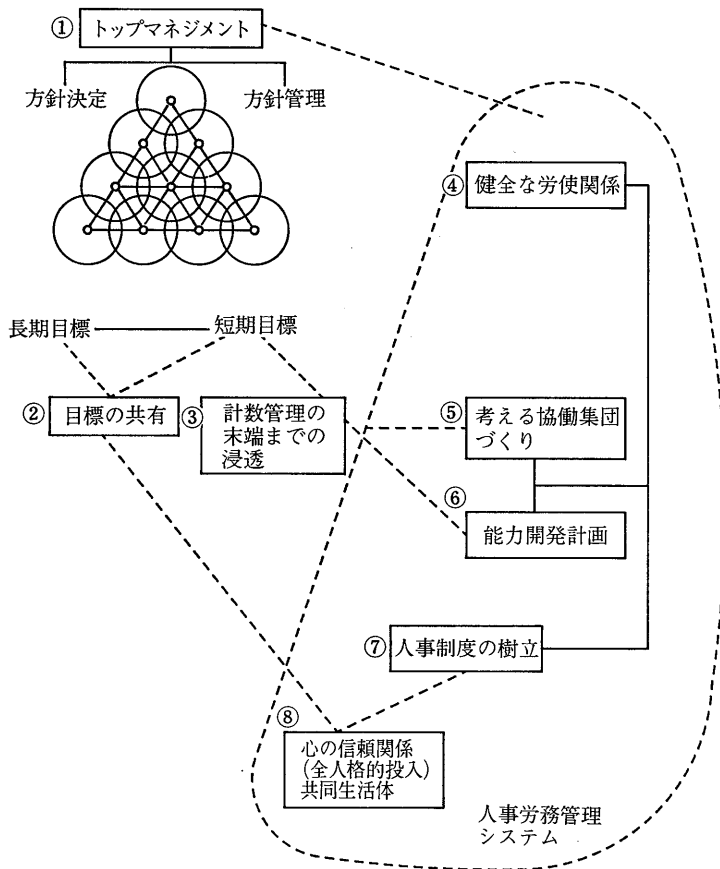 ① トップマネジメント
方針決定
方針管理
④ 健全な労使関係
長期目標
短期目標
② 目標の共有
③ 計数管理の
末端までの
浸透
⑤ 考える協働集団
づくり
⑥ 能力開発計画
⑦ 人事制度の樹立
⑧ 心の信頼関係
(全人格的投入)
共同生活体
人事労務管理
システム